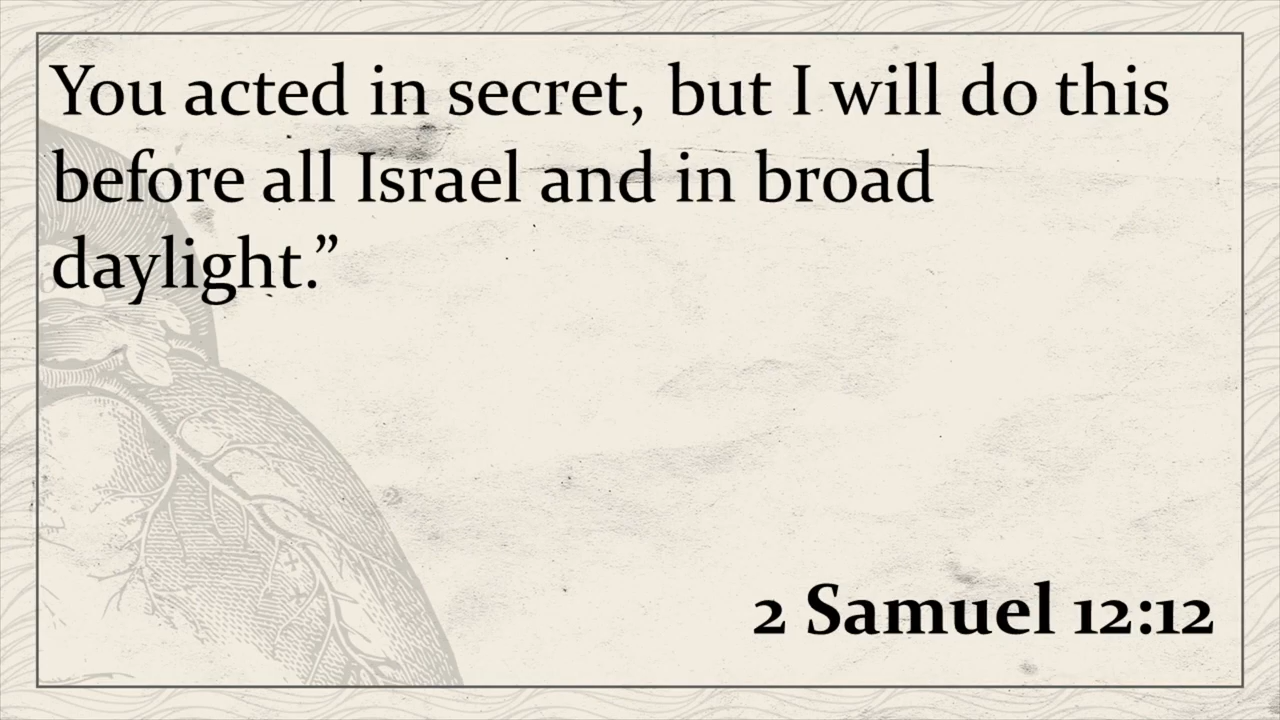 You acted in secret, but I will do this
before all Israel and in broad
daylight.”
2 Samuel 12:12